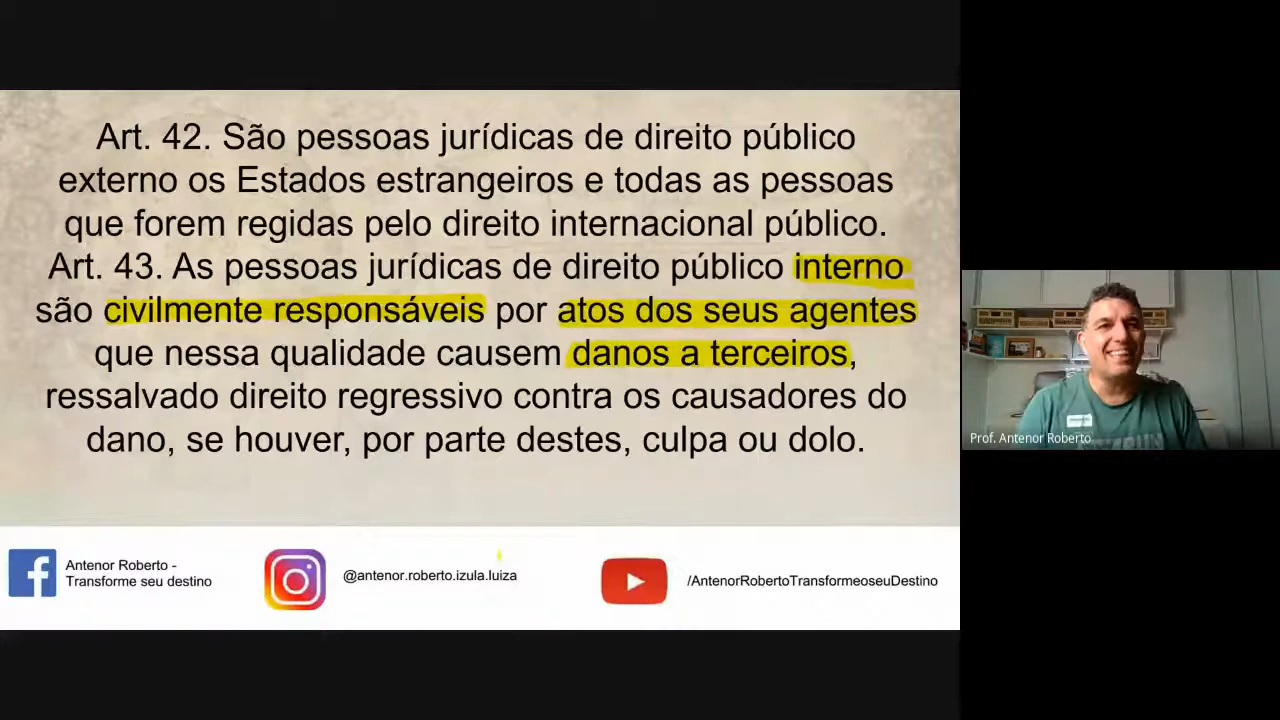 Art. 42. São pessoas jurídicas de direito público
externo os Estados estrangeiros e todas as pessoas
que forem regidas pelo direito internacional público.
Art. 43. As pessoas jurídicas de direito público interno
são civilmente responsáveis por atos dos seus agentes
que nessa qualidade causem danos a terceiros,
ressalvado direito regressivo contra os causadores do
dano, se houver, por parte destes, culpa ou dolo.
Prof. Antenor Roberto
Antenor Roberto -
Transforme seu destino
@antenor.roberto.izula.luiza
/AntenorRobertoTransformeoseuDestino